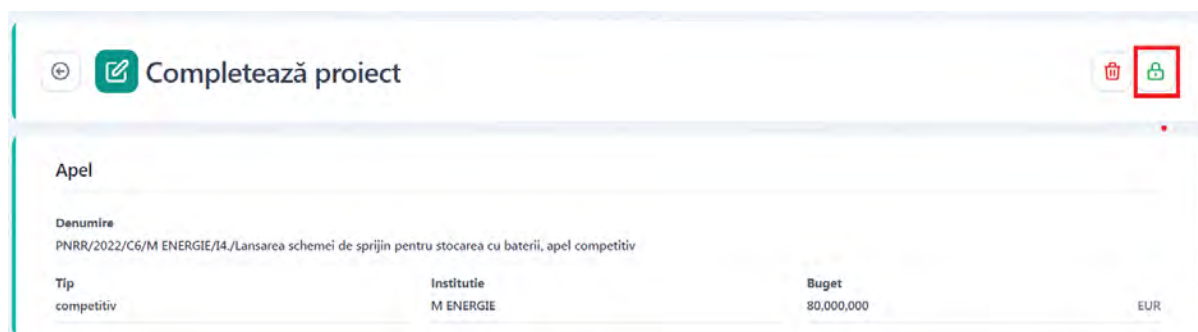 Completează proiect
Apel
Denumire
PNRR/2022/C6/M ENERGIE/I4./Lansarea schemei de sprijin pentru stocarea cu baterii, apel competitiv
Tip Institutie Buget
competitiv M ENERGIE 80,000,000 EUR